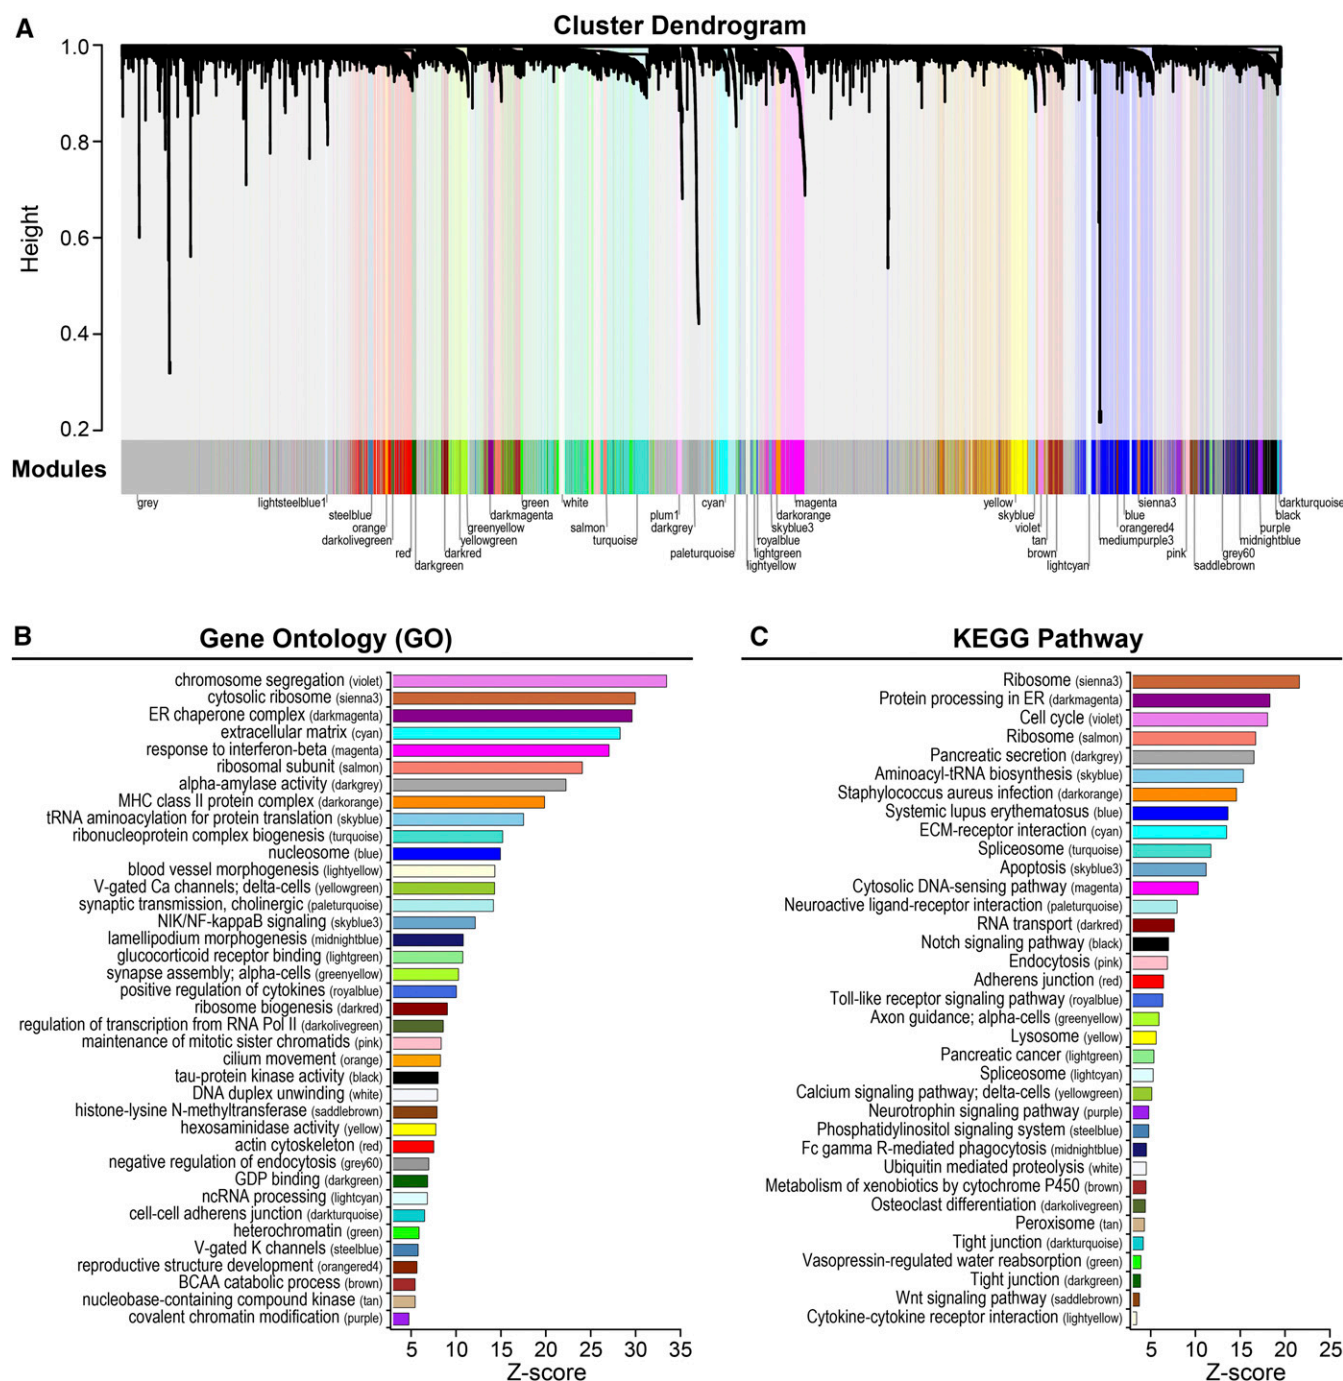 A
Cluster Dendrogram
Height
1.0
0.8
0.6
0.4
0.2
Modules
grey
lightsteelblue1
green
white
plum1
cyan
magenta
yellow
sienna3
darkturquoise
steelblue
darkmagenta
darkorange
skyblue
blue
black
orange
greenyellow
salmon
darkgrey
skyblue3
violet
orangered4
purple
darkolivegreen
yellowgreen
turquoise
royalblue
tan
mediumpurple3
midnightblue
red
darkred
paleturquoise
lightgreen
brown
pink
grey60
darkgreen
lightyellow
lightcyan
saddlebrown
B
Gene Ontology (GO)
chromosome segregation (violet)
cytosolic ribosome (sienna3)
ER chaperone complex (darkmagenta)
extracellular matrix (cyan)
response to interferon-beta (magenta)
ribosomal subunit (salmon)
alpha-amylase activity (darkgrey)
MHC class II protein complex (darkorange)
tRNA aminoacylation for protein translation (skyblue)
ribonucleoprotein complex biogenesis (turquoise)
nucleosome (blue)
blood vessel morphogenesis (lightyellow)
V-gated Ca channels; delta-cells (yellowgreen)
synaptic transmission, cholinergic (paleturquoise)
NIK/NF-kappaB signaling (skyblue3)
lamellipodium morphogenesis (midnightblue)
glucocorticoid receptor binding (lightgreen)
synapse assembly; alpha-cells (greenyellow)
positive regulation of cytokines (royalblue)
ribosome biogenesis (darkred)
regulation of transcription from RNA Pol II (darkolivegreen)
maintenance of mitotic sister chromatids (pink)
cilium movement (orange)
tau-protein kinase activity (black)
DNA duplex unwinding (white)
histone-lysine N-methyltransferase (saddlebrown)
hexosaminidase activity (yellow)
actin cytoskeleton (red)
negative regulation of endocytosis (grey60)
GDP binding (darkgreen)
ncRNA processing (lightcyan)
cell-cell adherens junction (darkturquoise)
heterochromatin (green)
V-gated K channels (steelblue)
reproductive structure development (orangered4)
BCAA catabolic process (brown)
nucleobase-containing compound kinase (tan)
covalent chromatin modification (purple)
5 10 15 20 25 30 35
Z-score
C
KEGG Pathway
Ribosome (sienna3)
Protein processing in ER (darkmagenta)
Cell cycle (violet)
Ribosome (salmon)
Pancreatic secretion (darkgrey)
Aminoacyl-tRNA biosynthesis (skyblue)
Staphylococcus aureus infection (darkorange)
Systemic lupus erythematosus (blue)
ECM-receptor interaction (cyan)
Spliceosome (turquoise)
Apoptosis (skyblue3)
Cytosolic DNA-sensing pathway (magenta)
Neuroactive ligand-receptor interaction (paleturquoise)
RNA transport (darkred)
Notch signaling pathway (black)
Endocytosis (pink)
Adherens junction (red)
Toll-like receptor signaling pathway (royalblue)
Axon guidance; alpha-cells (greenyellow)
Lysosome (yellow)
Pancreatic cancer (lightgreen)
Spliceosome (lightcyan)
Calcium signaling pathway; delta-cells (yellowgreen)
Neurotrophin signaling pathway (purple)
Phosphatidylinositol signaling system (steelblue)
Fc gamma R-mediated phagocytosis (midnightblue)
Ubiquitin mediated proteolysis (white)
Metabolism of xenobiotics by cytochrome P450 (brown)
Osteoclast differentiation (darkolivegreen)
Peroxisome (tan)
Tight junction (darkturquoise)
Vasopressin-regulated water reabsorption (green)
Tight junction (darkgreen)
Wnt signaling pathway (saddlebrown)
Cytokine-cytokine receptor interaction (lightyellow)
5 10 15 20 25
Z-score